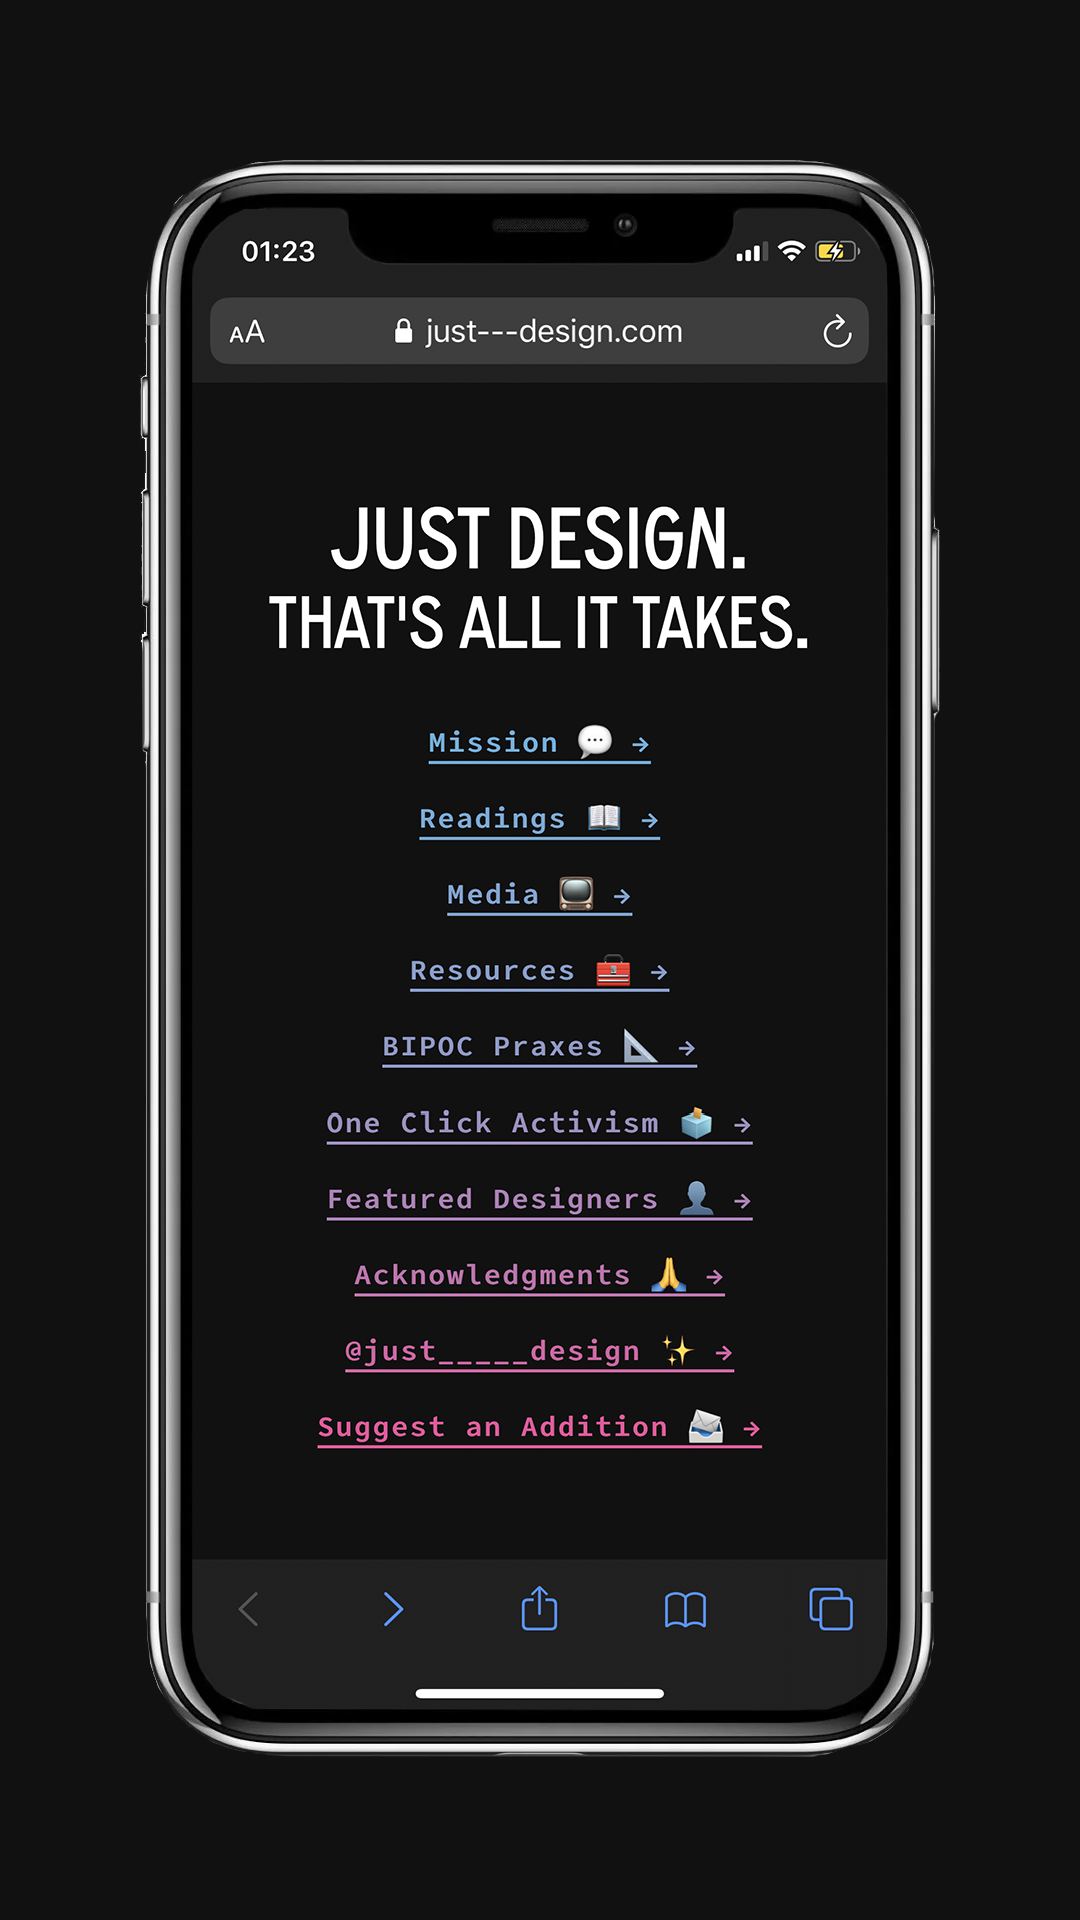 01:23
AA just---design.com
JUST DESIGN.
THAT'S ALL IT TAKES.
Mission 💬 →
Readings 📖 →
Media 📺 →
Resources 🧰 →
BIPOC Praxes 📐 →
One Click Activism 🗳️ →
Featured Designers 👤 →
Acknowledgments 🙏 →
@just_____design ✨ →
Suggest an Addition 📨 →